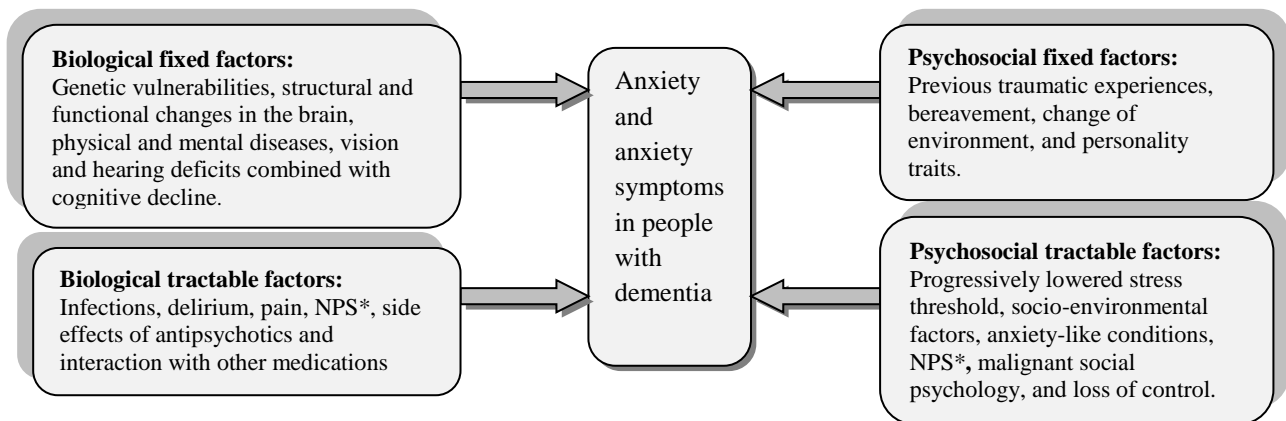 Biological fixed factors:
Genetic vulnerabilities, structural and
functional changes in the brain,
physical and mental diseases, vision
and hearing deficits combined with
cognitive decline.
Biological tractable factors:
Infections, delirium, pain, NPS*, side
effects of antipsychotics and
interaction with other medications
Anxiety
and
anxiety
symptoms
in people
with
dementia
Psychosocial fixed factors:
Previous traumatic experiences,
bereavement, change of
environment, and personality
traits.
Psychosocial tractable factors:
Progressively lowered stress
threshold, socio-environmental
factors, anxiety-like conditions,
NPS*, malignant social
psychology, and loss of control.